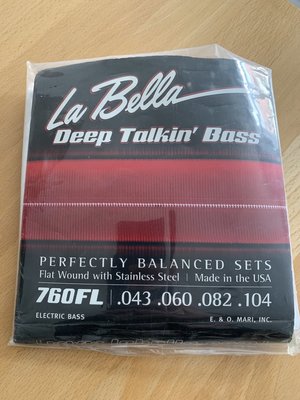 La Bella
Deep Talkin' Bass
PERFECTLY BALANCED SETS
Flat Wound with Stainless Steel | Made in the USA
760FL | .043 .060 .082 .104
ELECTRIC BASS E. & O. MARI, INC.